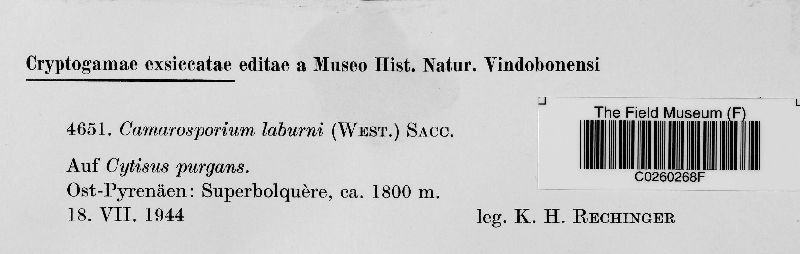 Cryptogamae exsiccatae editae a Museo Hist. Natur. Vindobonensi
4651. Camarosporium laburni (WEST.) SACC.
The Field Museum (F)
C0260268F
Auf Cytisus purgans.
Ost-Pyrenäen: Superbolquère, ca. 1800 m.
18. VII. 1944
leg. K. H. RECHINGER